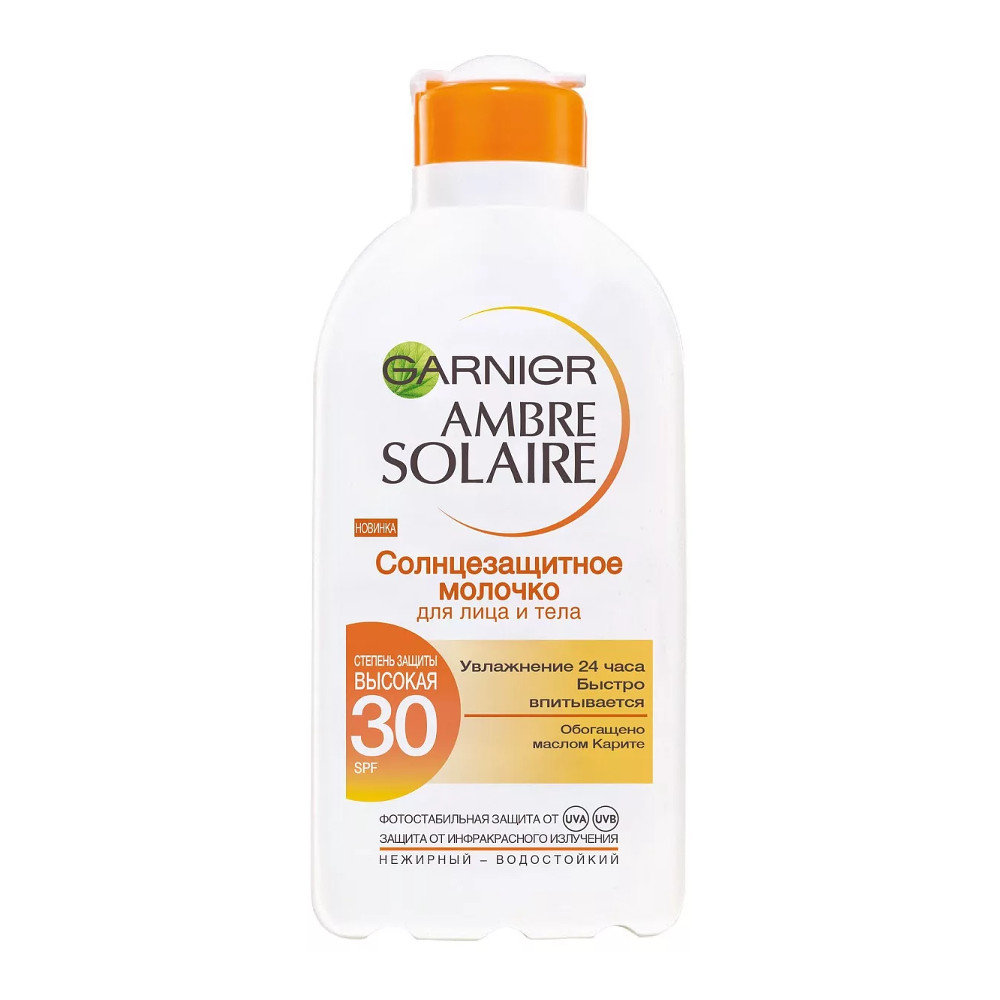 GARNIER
AMBRE
SOLAIRE
НОВИНКА
Солнцезащитное
молочко
для лица и тела
СТЕПЕНЬ ЗАЩИТЫ
ВЫСОКАЯ
30
SPF
Увлажнение 24 часа
Быстро
впитывается
Обогащено
маслом Карите
ФОТОСТАБИЛЬНАЯ ЗАЩИТА ОТ UVA UVB
ЗАЩИТА ОТ ИНФРАКРАСНОГО ИЗЛУЧЕНИЯ
НЕЖИРНЫЙ – ВОДОСТОЙКИЙ